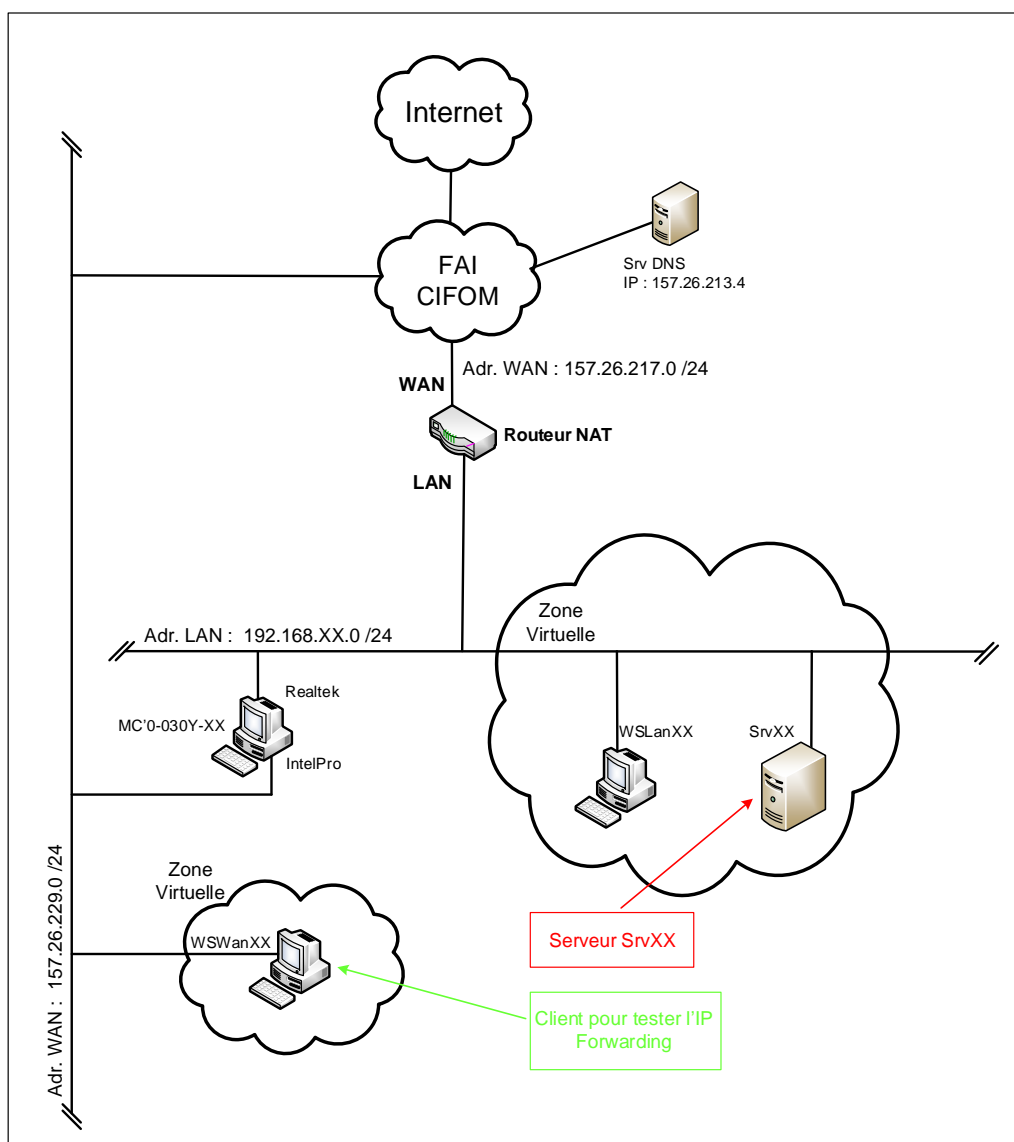 Internet
FAI
CIFOM
Srv DNS
IP : 157.26.213.4
Adr. WAN : 157.26.217.0 /24
WAN
Routeur NAT
LAN
Zone
Virtuelle
Adr. LAN : 192.168.XX.0 /24
Realtek
MC'0-030Y-XX
IntelPro
WSLanXX
SrvXX
Adr. WAN : 157.26.229.0 /24
Zone
Virtuelle
WSWanXX
Serveur SrvXX
Client pour tester l'IP
Forwarding